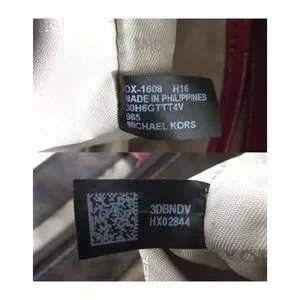 OX-1608 H16
MADE IN PHILIPPINES
30H6GTTT4V
965
MICHAEL KORS
3DBNDV
HX02844